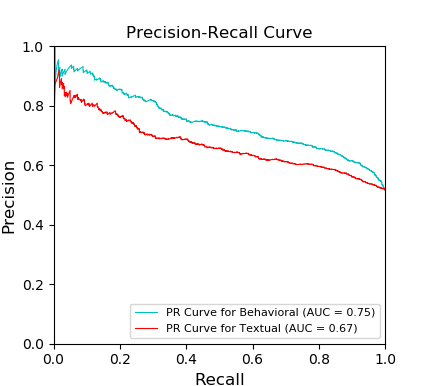 Precision-Recall Curve
1.0
0.8
0.6
0.4
0.2
0.0
Precision
PR Curve for Behavioral (AUC = 0.75)
PR Curve for Textual (AUC = 0.67)
0.0 0.2 0.4 0.6 0.8 1.0
Recall